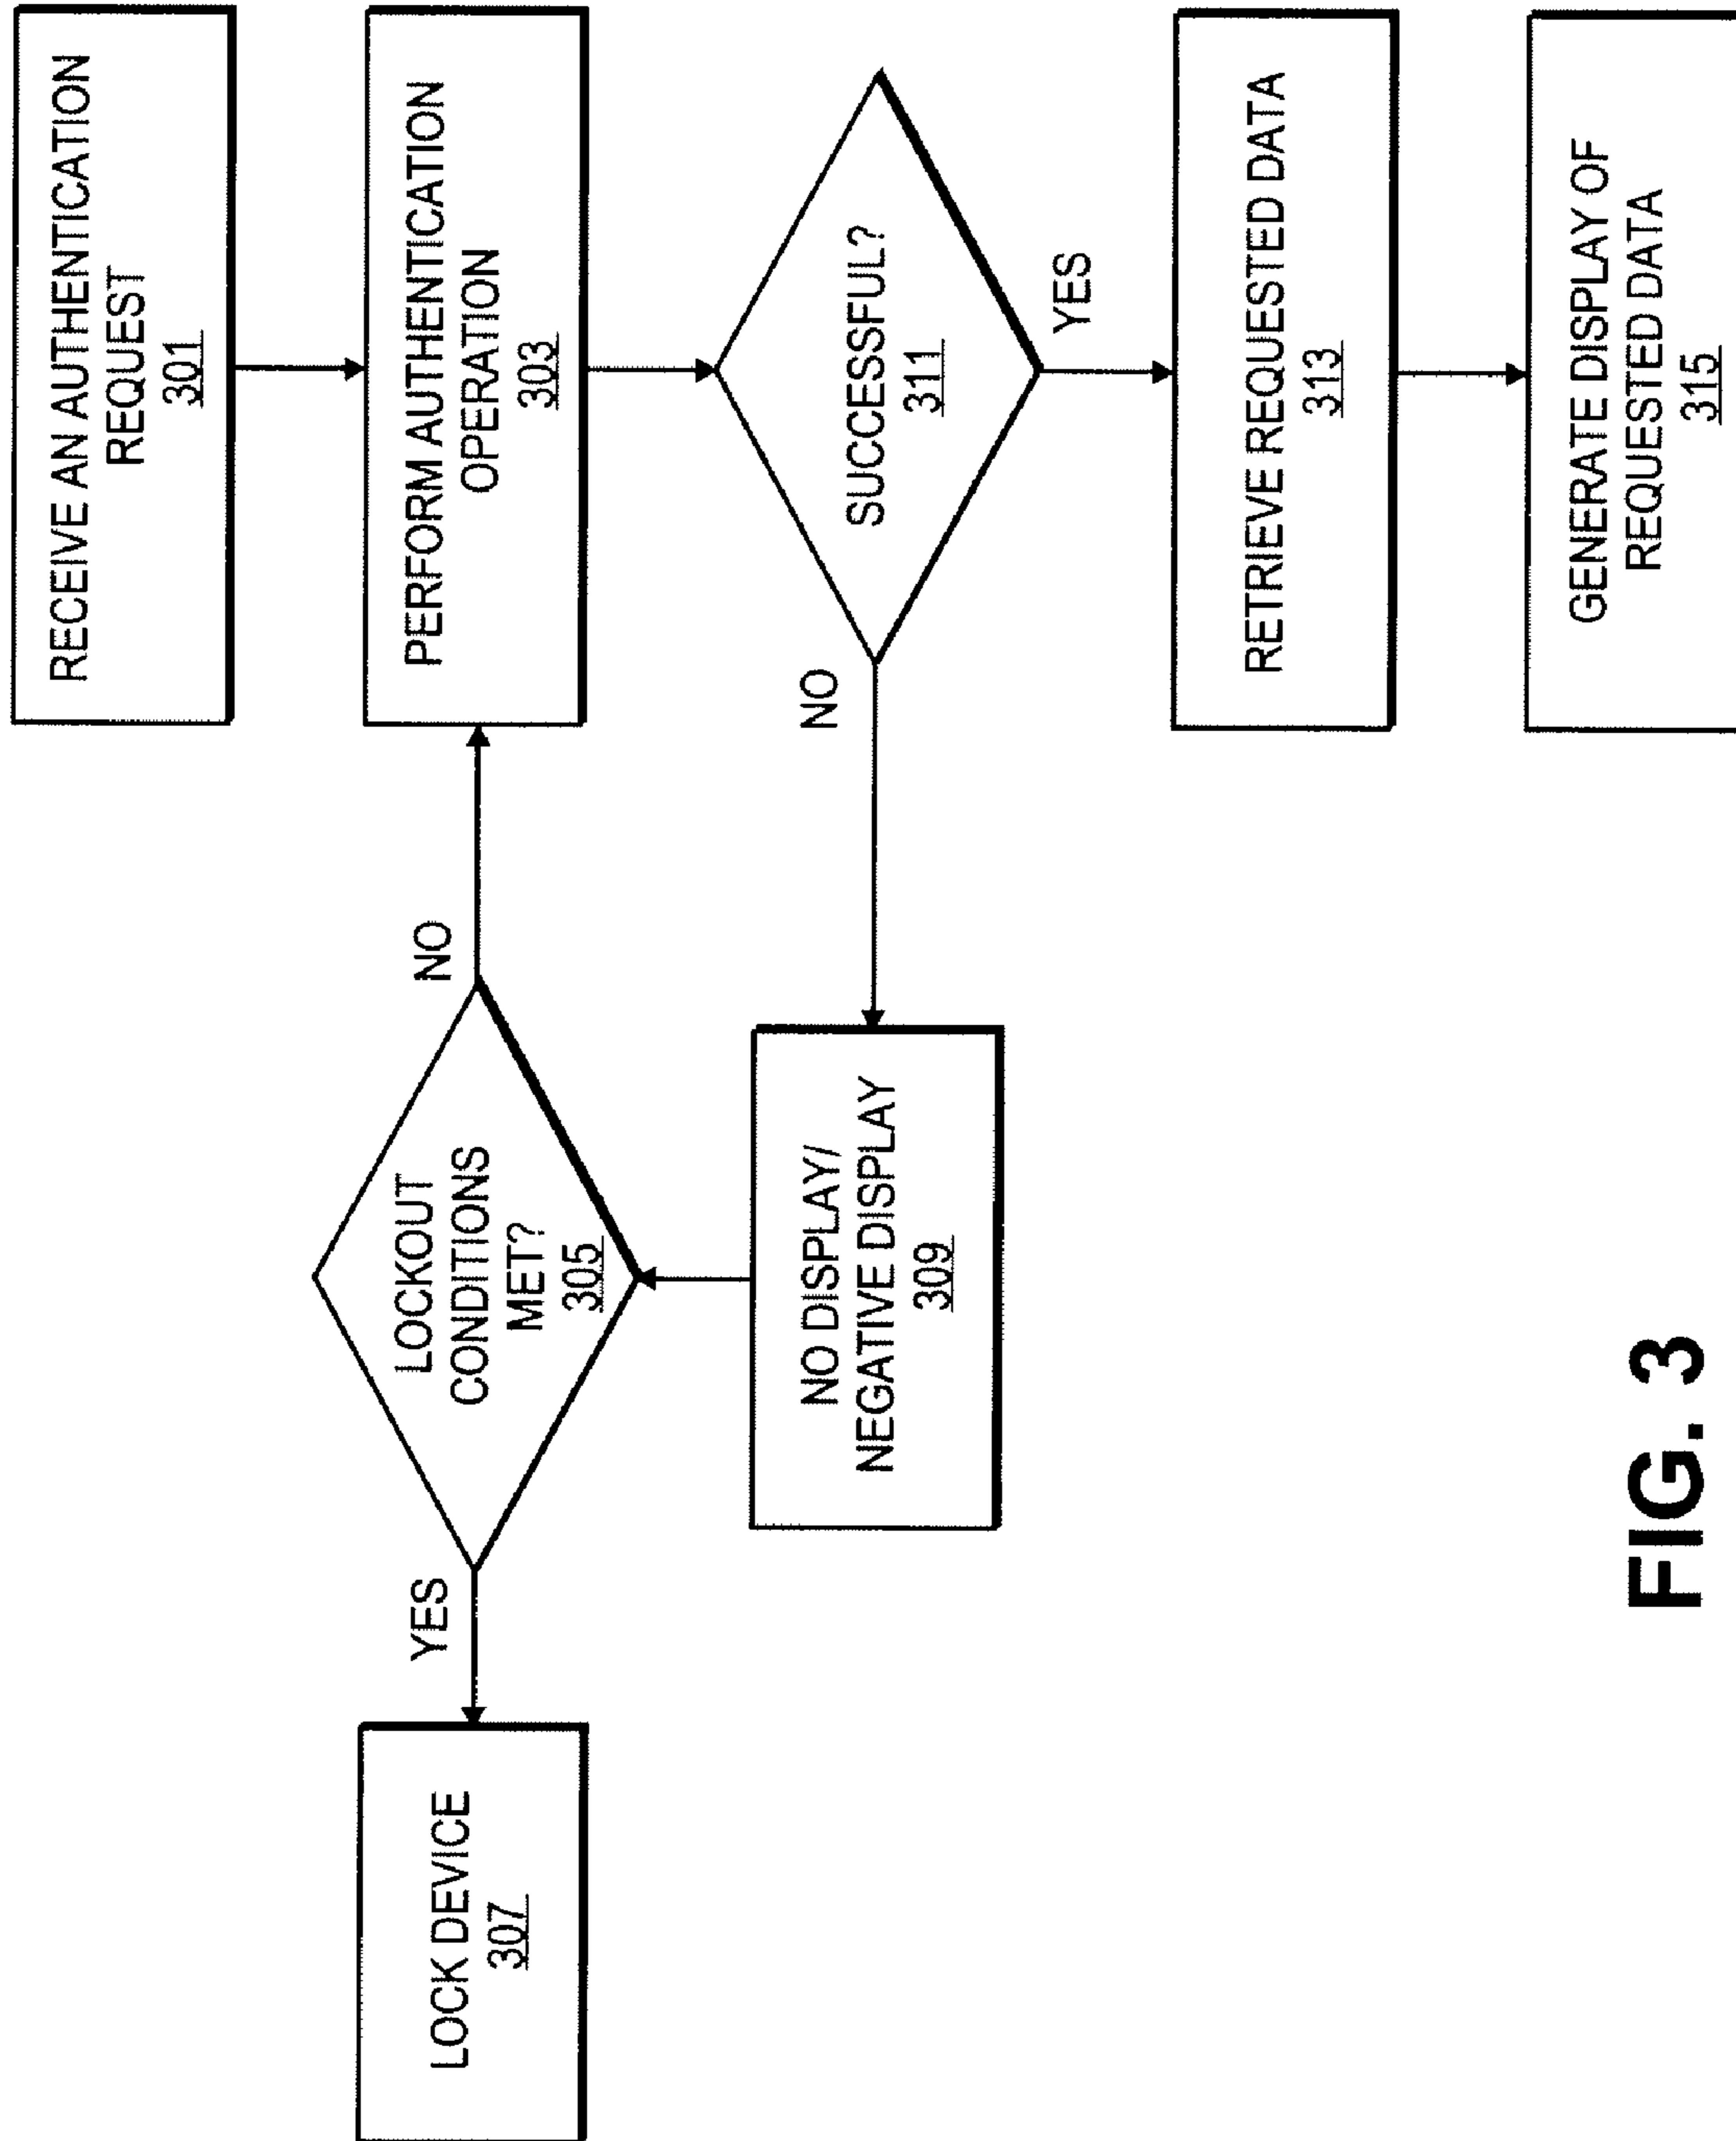 RECEIVE AN AUTHENTICATION
REQUEST
301
PERFORM AUTHENTICATION
OPERATION
303
SUCCESSFUL?
311
YES
NO
RETRIEVE REQUESTED DATA
313
GENERATE DISPLAY OF
REQUESTED DATA
315
NO DISPLAY/
NEGATIVE DISPLAY
309
LOCKOUT
CONDITIONS
MET?
305
NO
YES
LOCK DEVICE
307
FIG. 3